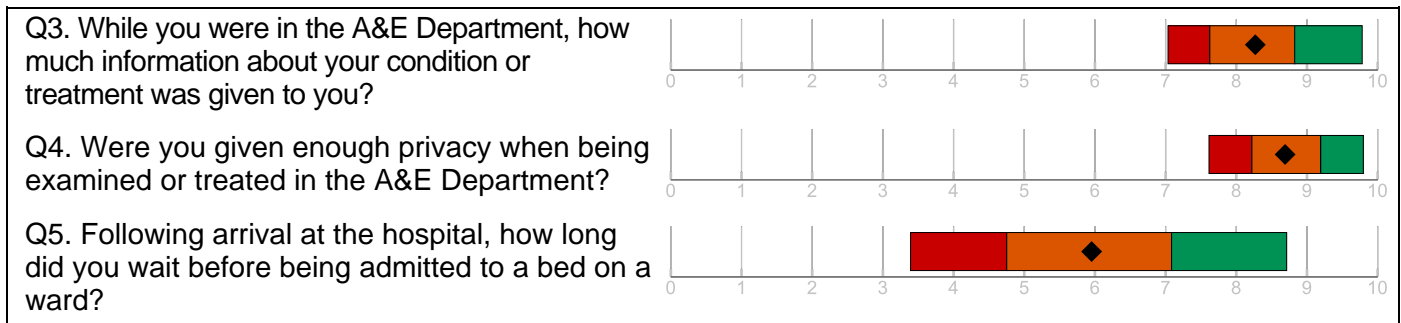 Q3. While you were in the A&E Department, how
much information about your condition or
treatment was given to you?
0 1 2 3 4 5 6 7 8 9 10
Q4. Were you given enough privacy when being
examined or treated in the A&E Department?
0 1 2 3 4 5 6 7 8 9 10
Q5. Following arrival at the hospital, how long
did you wait before being admitted to a bed on a
ward?
0 1 2 3 4 5 6 7 8 9 10